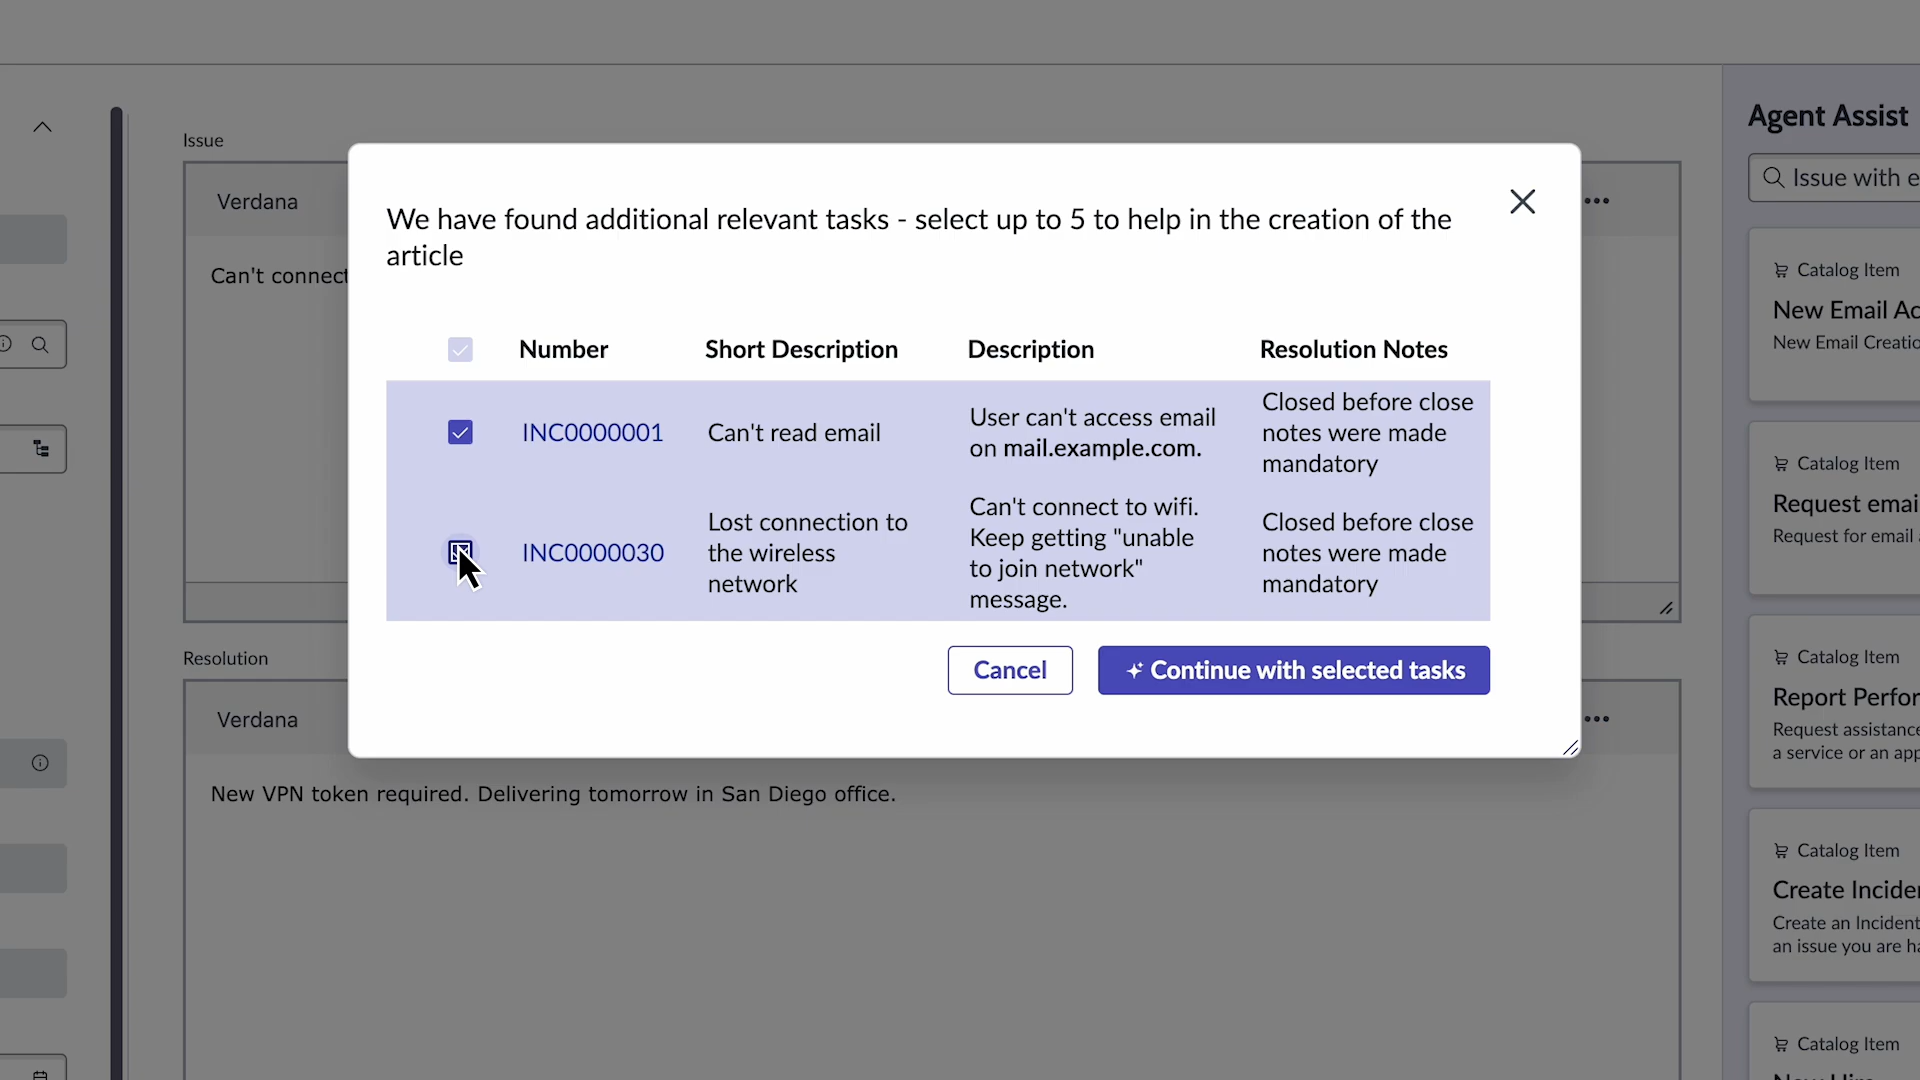 Agent Assist
Issue
Issue with e
Verdana
We have found additional relevant tasks - select up to 5 to help in the creation of the
article
Can't connect
Number
Short Description
Description
Resolution Notes
INC0000001
Can't read email
User can't access email
on mail.example.com.
Closed before close
notes were made
mandatory
INC0000030
Lost connection to
the wireless
network
Can't connect to wifi.
Keep getting "unable
to join network"
message.
Closed before close
notes were made
mandatory
Cancel
Continue with selected tasks
Resolution
Verdana
New VPN token required. Delivering tomorrow in San Diego office.
Catalog Item
New Email Ac
New Email Creatio
Catalog Item
Request emai
Request for email
Catalog Item
Report Perfor
Request assistance
a service or an app
Catalog Item
Create Incide
Create an Incident
an issue you are ha
Catalog Item